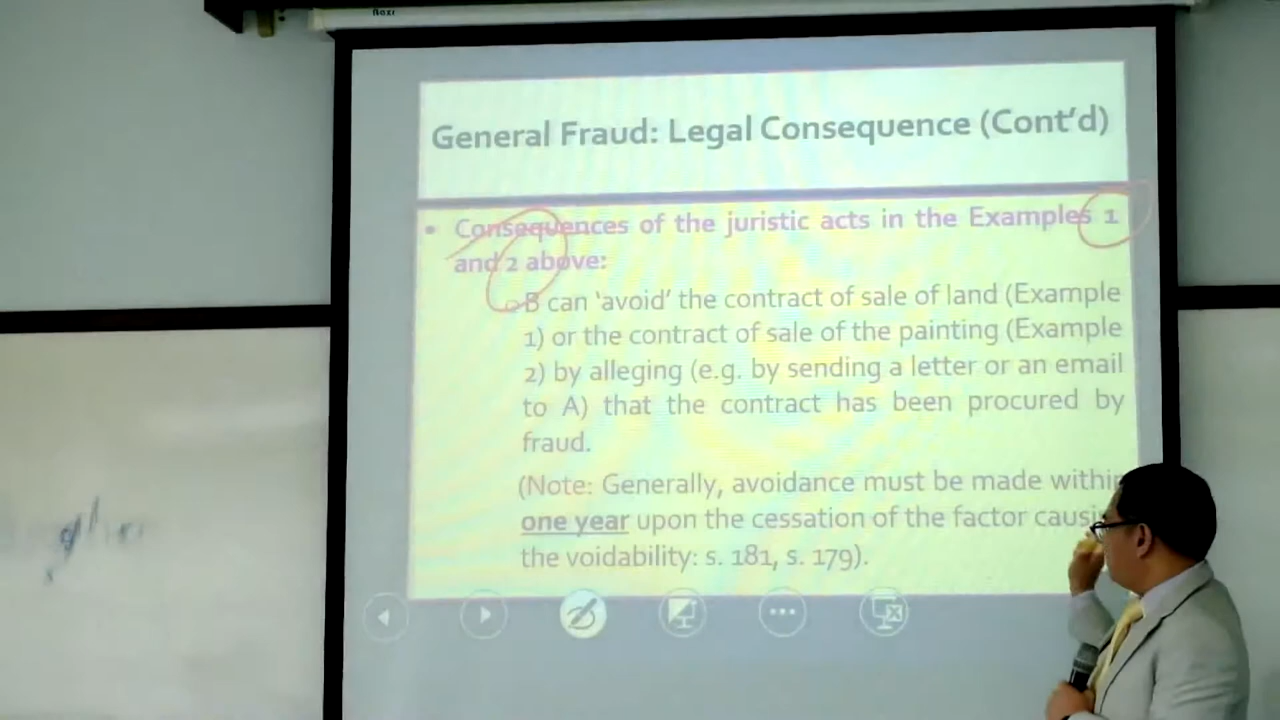 General Fraud: Legal Consequence (Cont'd)
• Consequences of the juristic acts in the Examples 1
and 2 above:
○ B can 'avoid' the contract of sale of land (Example
1) or the contract of sale of the painting (Example
2) by alleging (e.g. by sending a letter or an email
to A) that the contract has been procured by
fraud.
(Note: Generally, avoidance must be made within
one year upon the cessation of the factor causing
the voidability: s. 181, s. 179).